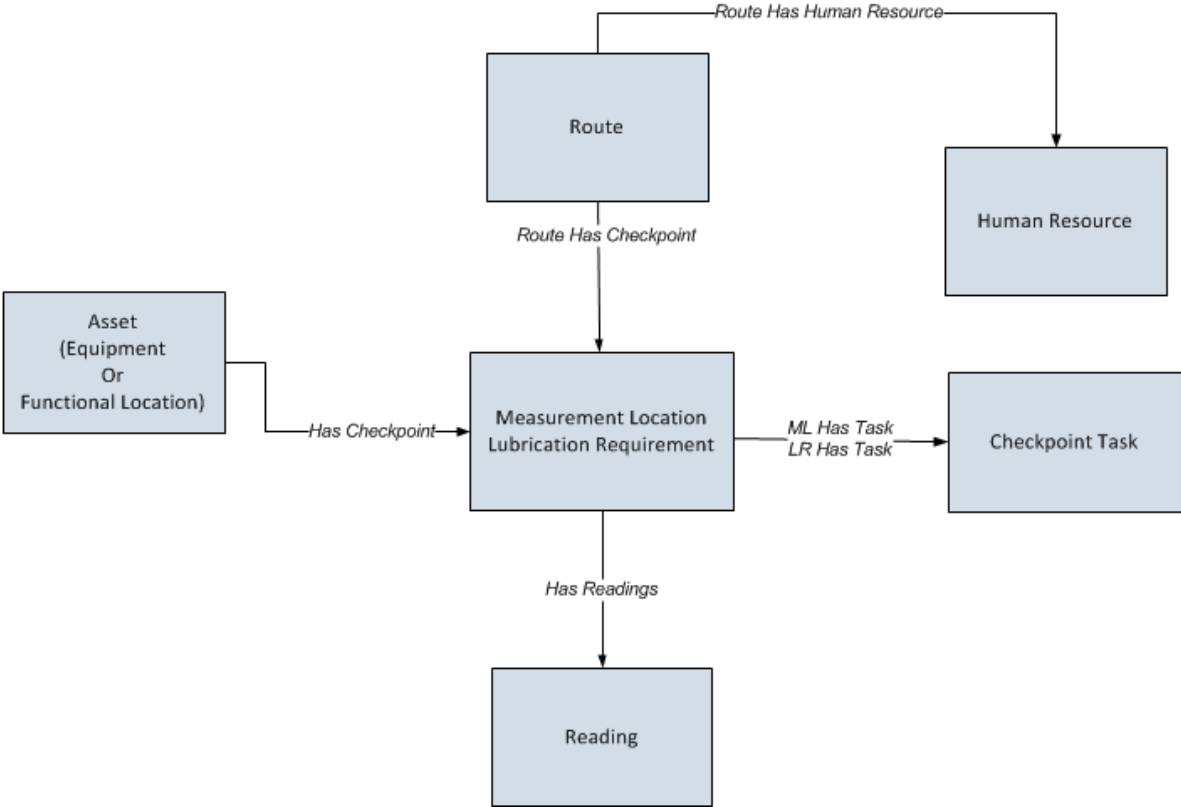 Route Has Human Resource
Route
Human Resource
Route Has Checkpoint
Asset
(Equipment
Or
Functional Location)
Has Checkpoint
Measurement Location
Lubrication Requirement
ML Has Task
LR Has Task
Checkpoint Task
Has Readings
Reading